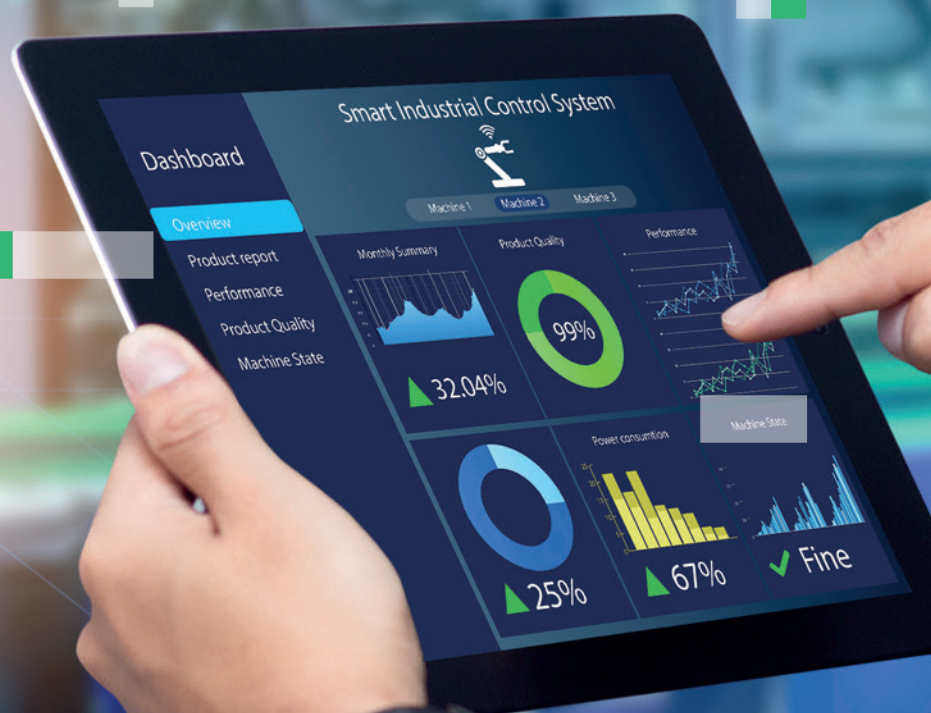 Smart Industrial Control System
Dashboard
Machine 1
Machine 2
Machine 3
Overview
Product report
Performance
Product Quality
Machine State
Monthly Summary
32.04%
Product Quality
99%
Performance
25%
Power consumtion
25
67%
Machine State
Fine